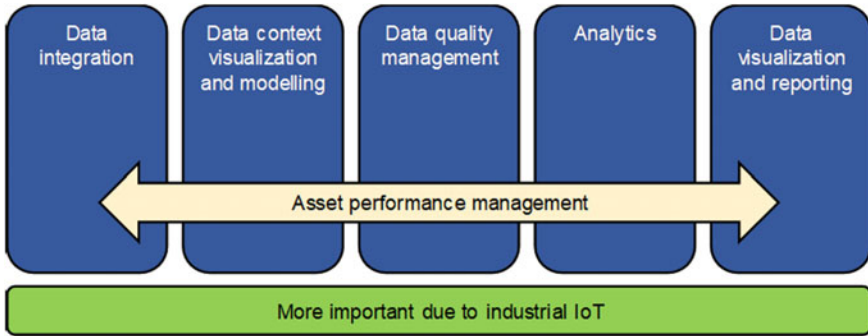 Data
integration
Data context
visualization
and modelling
Data quality
management
Analytics
Data
visualization
and reporting
Asset performance management
More important due to industrial IoT